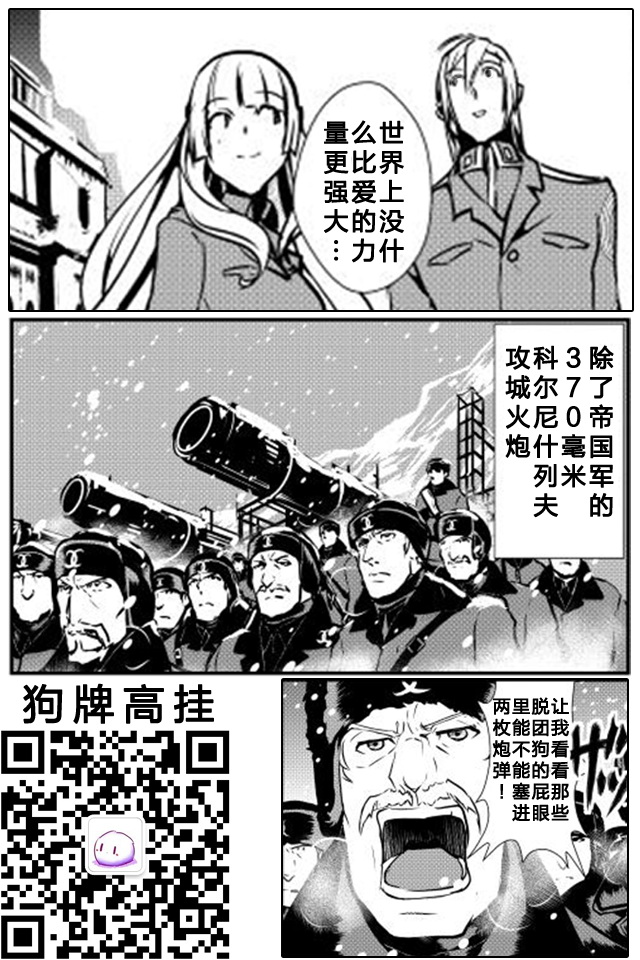 世界上没什
么比爱的力
量更强大…
除了帝国军的
370毫米
科尔尼什列夫
攻城火炮
狗牌高挂
让我看看那些
脱团狗的屁眼
里能不能塞进
两枚炮弹！